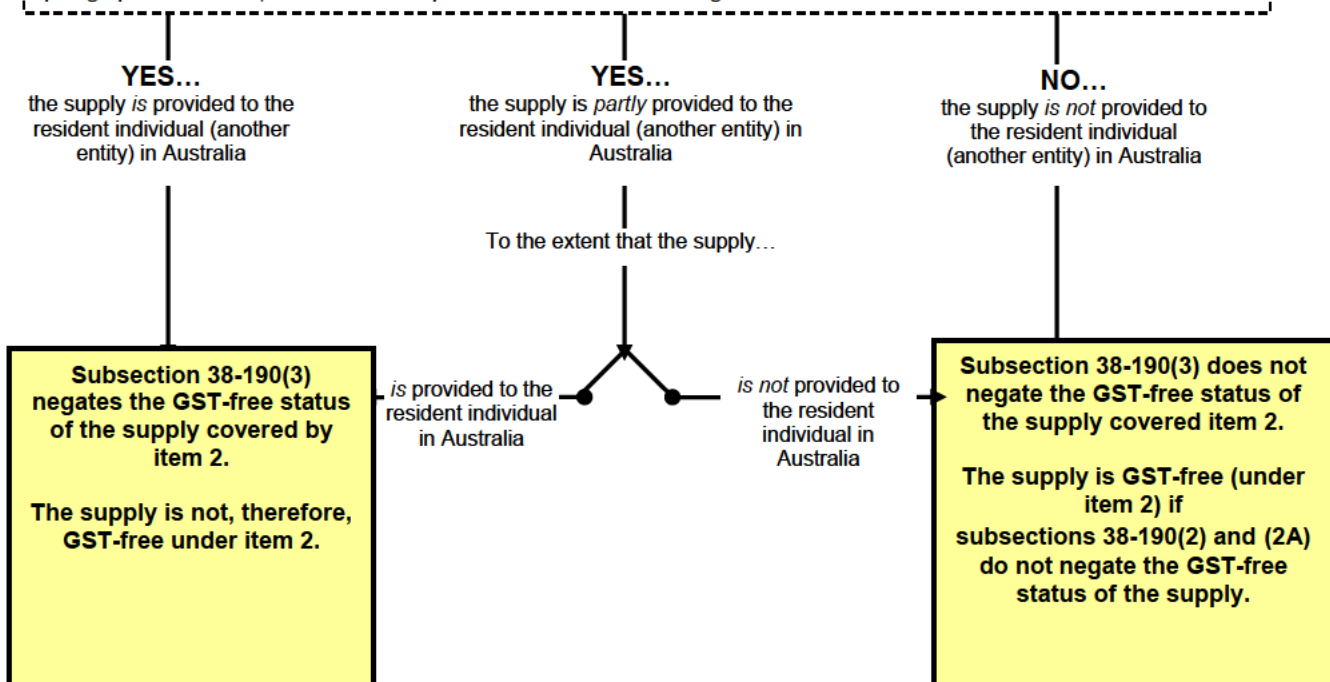 YES…
the supply is provided to the
resident individual (another
entity) in Australia
YES…
the supply is partly provided to the
resident individual (another entity) in
Australia
NO…
the supply is not provided to
the resident individual
(another entity) in Australia
To the extent that the supply…
Subsection 38-190(3)
negates the GST-free status
of the supply covered by
item 2.
The supply is not, therefore,
GST-free under item 2.
is provided to the
resident individual
in Australia
is not provided to
the resident
individual in
Australia
Subsection 38-190(3) does not
negate the GST-free status of
the supply covered item 2.
The supply is GST-free (under
item 2) if
subsections 38-190(2) and (2A)
do not negate the GST-free
status of the supply.